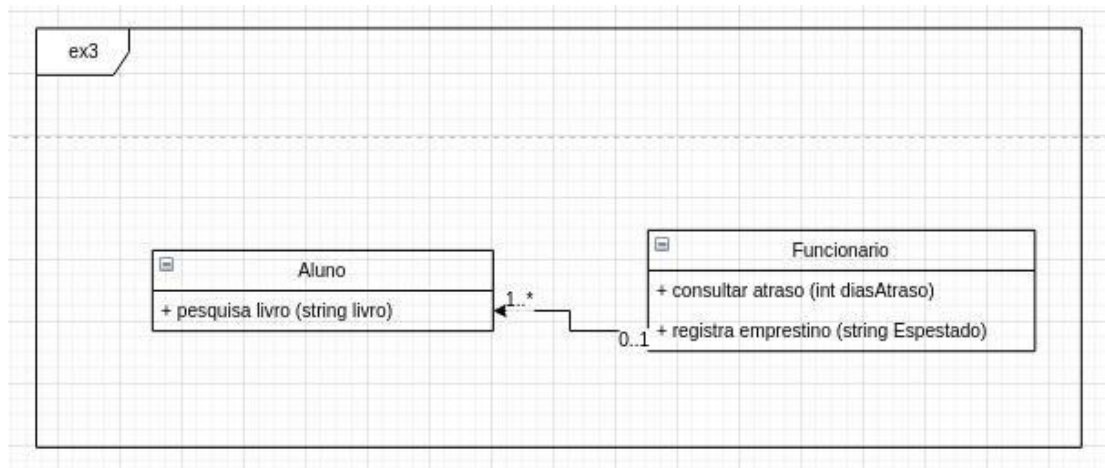 ex3
Aluno
+ pesquisa livro (string livro)
1..*
0..1
Funcionario
+ consultar atraso (int diasAtraso)
+ registra emprestino (string Espestado)